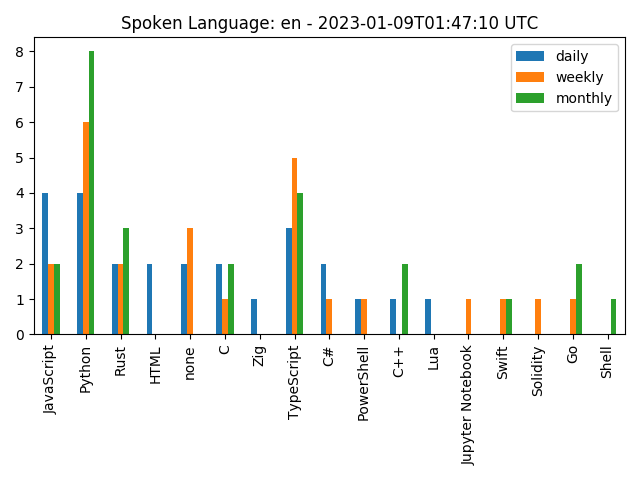 Spoken Language: en - 2023-01-09T01:47:10 UTC
daily
weekly
monthly
8
7
6
5
4
3
2
1
0
JavaScript
Python
Rust
HTML
none
C
Zig
TypeScript
C#
PowerShell
C++
Lua
Jupyter Notebook
Swift
Solidity
Go
Shell